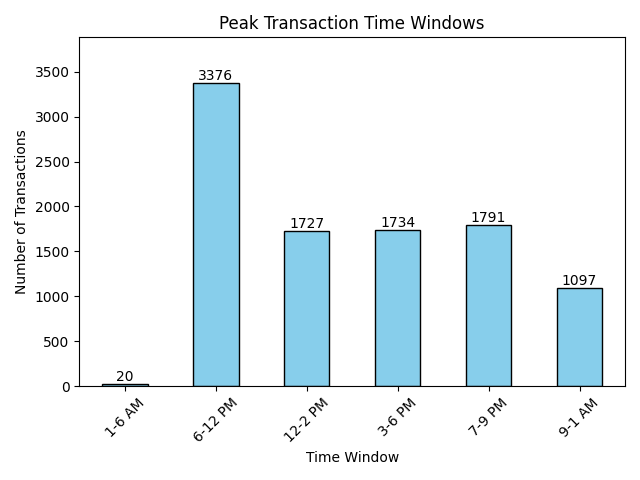 Peak Transaction Time Windows
Number of Transactions
3500
3000
2500
2000
1500
1000
500
0
20
3376
1727
1734
1791
1097
1-6 AM
6-12 PM
12-2 PM
3-6 PM
7-9 PM
9-1 AM
Time Window